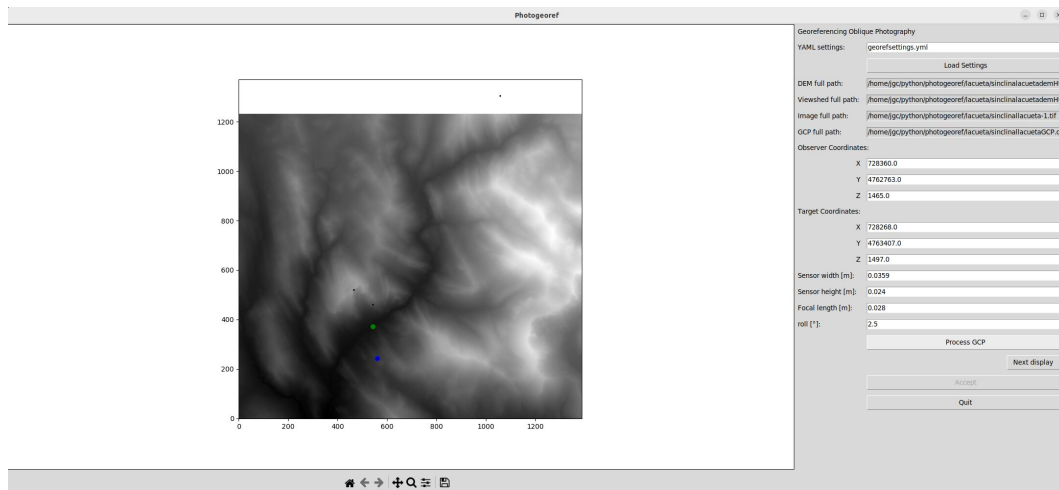 Photogeoref
Georeferencing Oblique Photography
YAML settings: georefsettings.yml
Load Settings
DEM full path: /home/jgc/python/photogeoref/lacueta/sinclinalacuetademH
Viewshed full path: /home/jgc/python/photogeoref/lacueta/sinclinalacuetademH
Image full path: /home/jgc/python/photogeoref/lacueta/sinclinallacueta-1.tif
GCP full path: /home/jgc/python/photogeoref/lacueta/sinclinallacuetaGCP.c
Observer Coordinates:
X 728360.0
Y 4762763.0
Z 1465.0
Target Coordinates:
X 728268.0
Y 4763407.0
Z 1497.0
Sensor width [m]: 0.0359
Sensor height [m]: 0.024
Focal length [m]: 0.028
roll [°]: 2.5
Process GCP
Next display
Accept
Quit
1200
1000
800
600
400
200
0
0 200 400 600 800 1000 1200